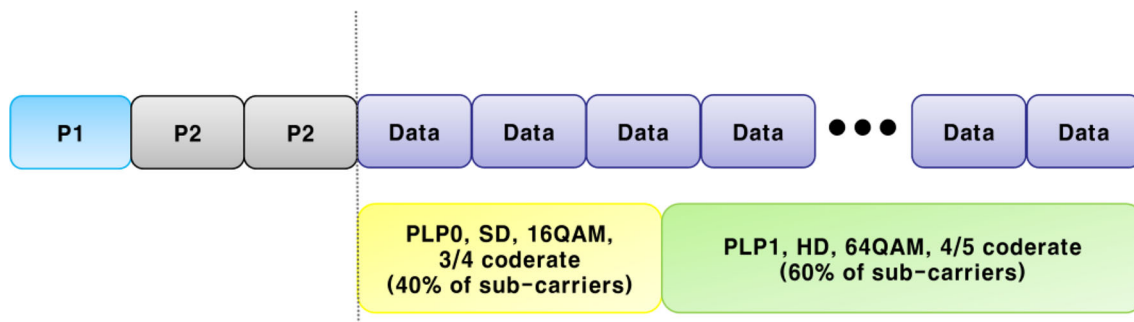 P1
P2
P2
Data
Data
Data
Data
Data
Data
PLP0, SD, 16QAM,
3/4 coderate
(40% of sub-carriers)
PLP1, HD, 64QAM, 4/5 coderate
(60% of sub-carriers)